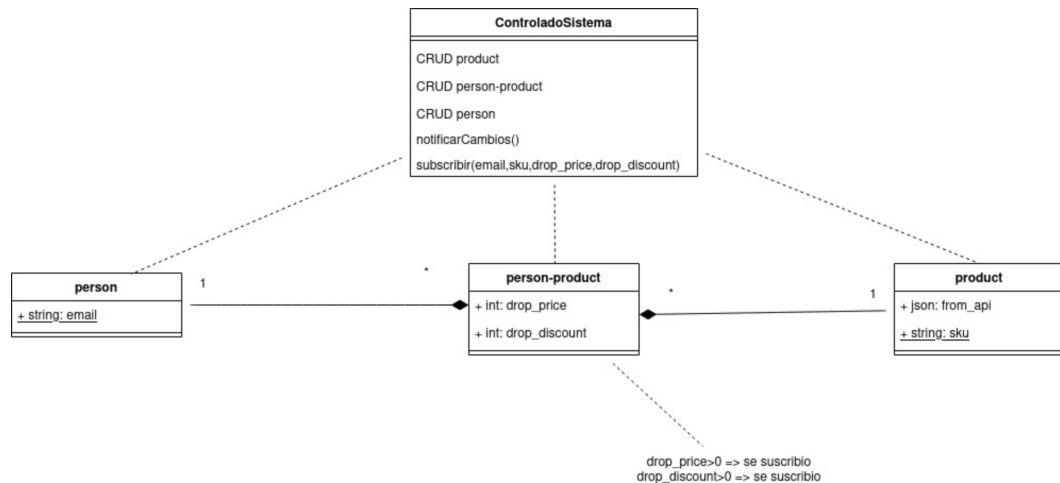 ControladoSistema
CRUD product
CRUD person-product
CRUD person
notificarCambios()
subscribir(email,sku,drop_price,drop_discount)
person
+ string: email
1
*
person-product
+ int: drop_price
+ int: drop_discount
*
1
product
+ json: from_api
+ string: sku
drop_price>0 => se suscribio
drop_discount>0 => se suscribio